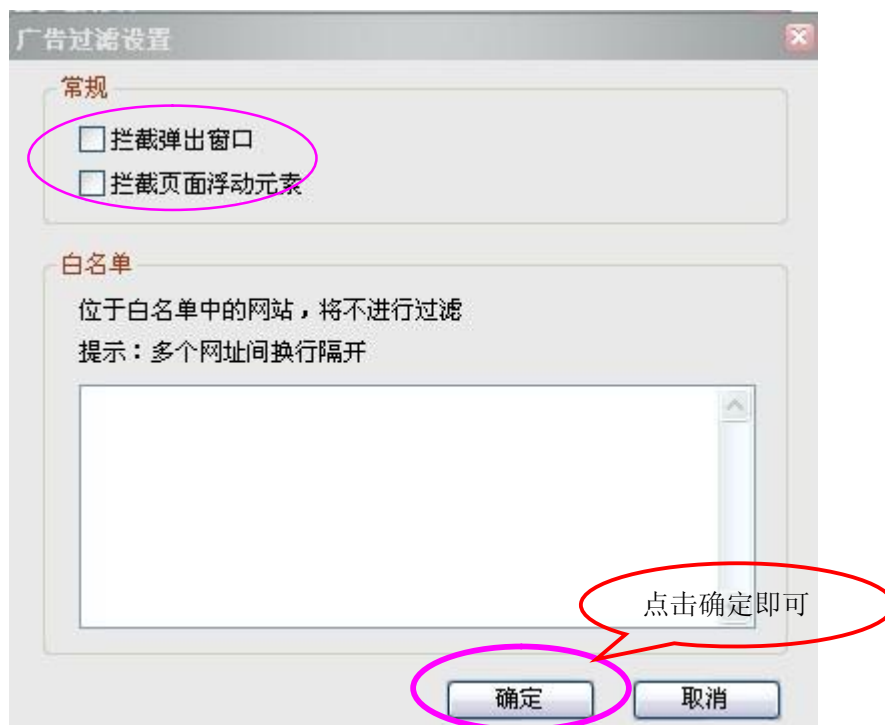 广告过滤设置
常规
拦截弹出窗口
拦截页面浮动元素
白名单
位于白名单中的网站，将不进行过滤
提示：多个网址间换行隔开
点击确定即可
确定
取消